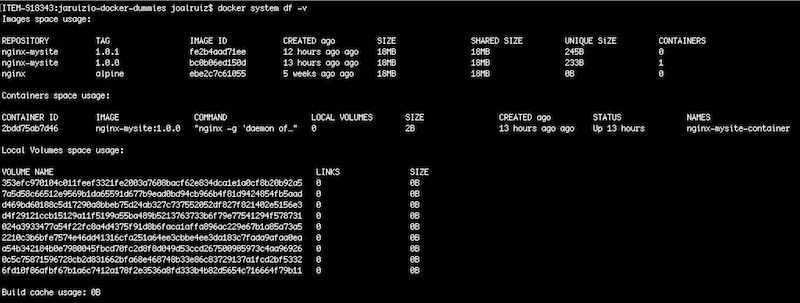 [ITEM-S18343:jaruizio-docker-dummies joalruiz$ docker system df -v
Images space usage:
REPOSITORY TAG IMAGE ID CREATED ago SIZE SHARED SIZE UNIQUE SiZE CONTAINERS
nginx-mysite 1.0.1 fe2b4aad71ee 12 hours ago ago 18MB 18MB 245B 0
nginx-mysite 1.0.0 bc0b06ed150d 13 hours ago ago 18MB 18MB 233B 1
nginx alpine ebe2c7c61055 5 weeks ago ago 18MB 18MB 0B 0
Containers space usage:
CONTAINER ID IMAGE COMMAND LOCAL VOLUMES SIZE CREATED ago STATUS NAMES
2bdd75ab7d46 nginx-mysite:1.0.0 "nginx -g 'daemon of…" 0 2B 13 hours ago ago Up 13 hours nginx-mysite-container
Local Volumes space usage:
VOLUME NAME LINKS SIZE
353efc970104c011feef3321fe2003a7608bacf62e834dca1e1a0cf8b20b92a5 0 0B
7a5d58c66512e9569b1da65591d677b9ead0bd94cb966b4f81d9424854fb5aad 0 0B
d469bd60188c5d17290a8bbeb75d24ab327c737552052df827f821402e5156e3 0 0B
d4f29121ccb15129a11f5199a55ba489b5213763733b6f79e77541294f578731 0 0B
024a3933477a54f22fc8a4d4375f91d8b6faca1affa896ac229e67b1a85a73a5 0 0B
2210c3b6bfe7574e46dd41316cfa251a64ee3cbbe4ee3da183c7fada9afaa0ea 0 0B
a54b342184b0e7980045fbcd70fc2d8f8d049d53ccd267500985973c4aa96926 0 0B
0c5c75871596728cb2d831662bfa68e468748b33e86c83729137a1fcd2bf5332 0 0B
6fd10f86afbf67b1a6c7412a178f2e3536a8fd333b4b82d5654c716664f79b11 0 0B
Build cache usage: 0B